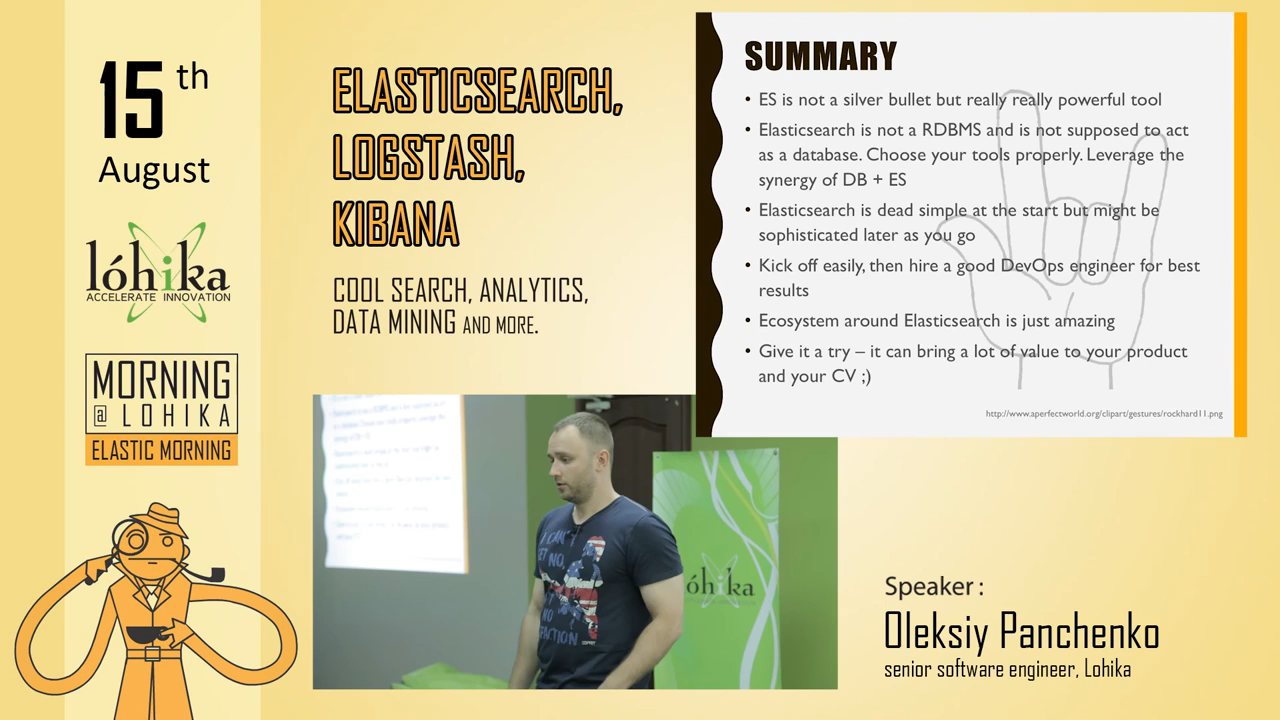 15 th
August
lóhika
ACCELERATE INNOVATION
MORNING
@ LOHIKA
ELASTIC MORNING
ELASTICSEARCH,
LOGSTASH,
KIBANA
COOL SEARCH, ANALYTICS,
DATA MINING AND MORE.
SUMMARY
• ES is not a silver bullet but really really powerful tool
• Elasticsearch is not a RDBMS and is not supposed to act
as a database. Choose your tools properly. Leverage the
synergy of DB + ES
• Elasticsearch is dead simple at the start but might be
sophisticated later as you go
• Kick off easily, then hire a good DevOps engineer for best
results
• Ecosystem around Elasticsearch is just amazing
• Give it a try – it can bring a lot of value to your product
and your CV ;)
http://www.aperfectworld.org/clipart/gestures/rockhard11.png
I CAN'T
GET NO,
NO
lóhika
Speaker :
Oleksiy Panchenko
senior software engineer, Lohika